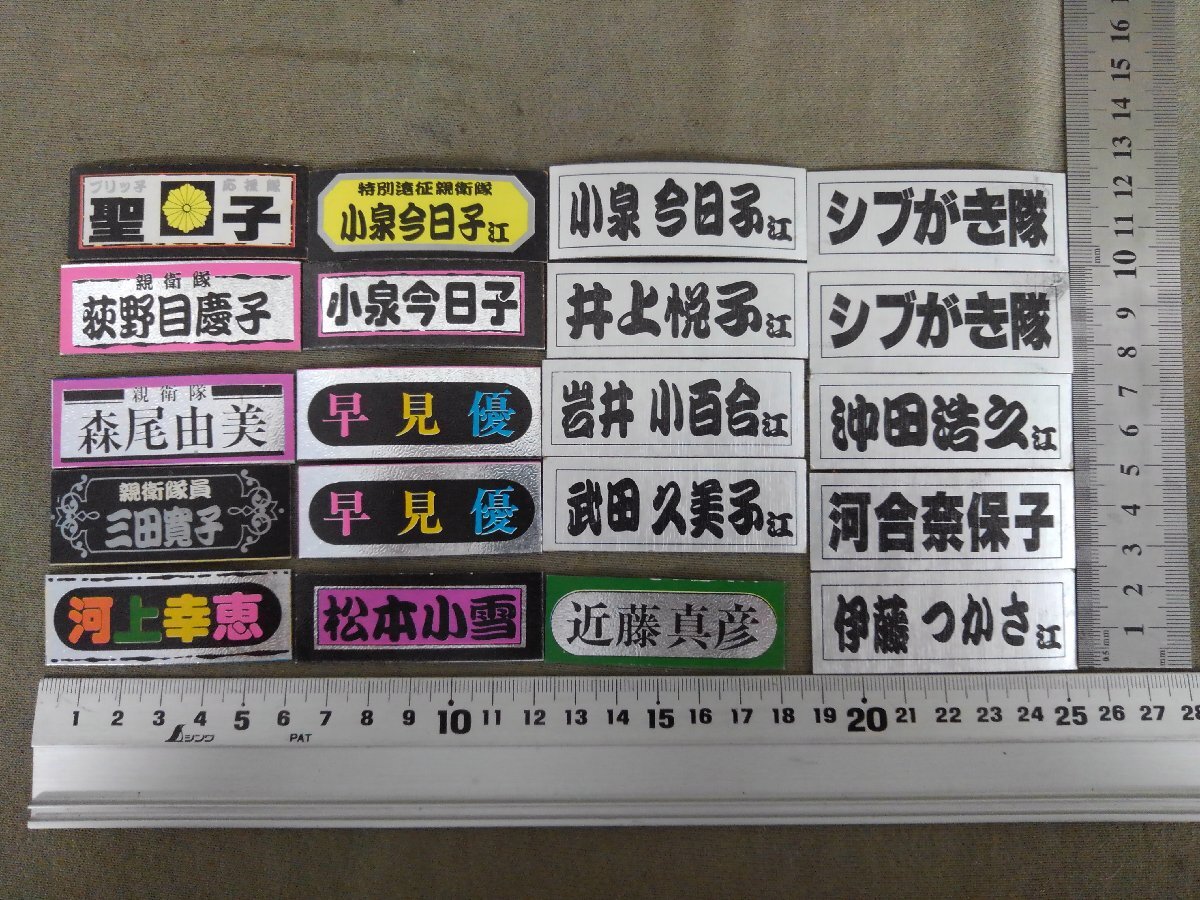 ブリッ子 応援隊
聖子
親衛隊
荻野目慶子
親衛隊
森尾由美
親衛隊員
三田寛子
河上幸恵
特別遠征親衛隊
小泉今日子江
小泉今日子
早見優
早見優
松本小雪
小泉今日子江
井上悦子江
岩井小百合江
武田久美子江
近藤真彦
シブがき隊
シブがき隊
沖田浩之江
河合奈保子
伊藤つかさ江
1 2 3 4 5 6 7 8 9 10 11 12 13 14 15 16
mm
0.5mm
1 2 3 4 5 6 7 8 9 10 11 12 13 14 15 16 17 18 19 20 21 22 23 24 25 26 27 28
シンワ PAT